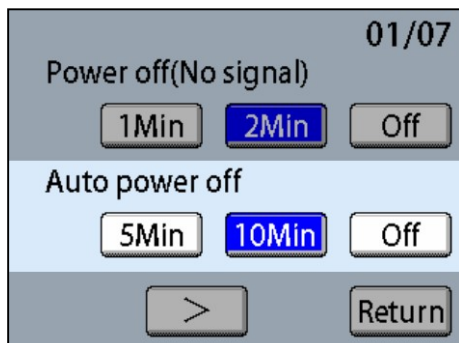 01/07
Power off(No signal)
1Min 2Min Off
Auto power off
5Min 10Min Off
> Return